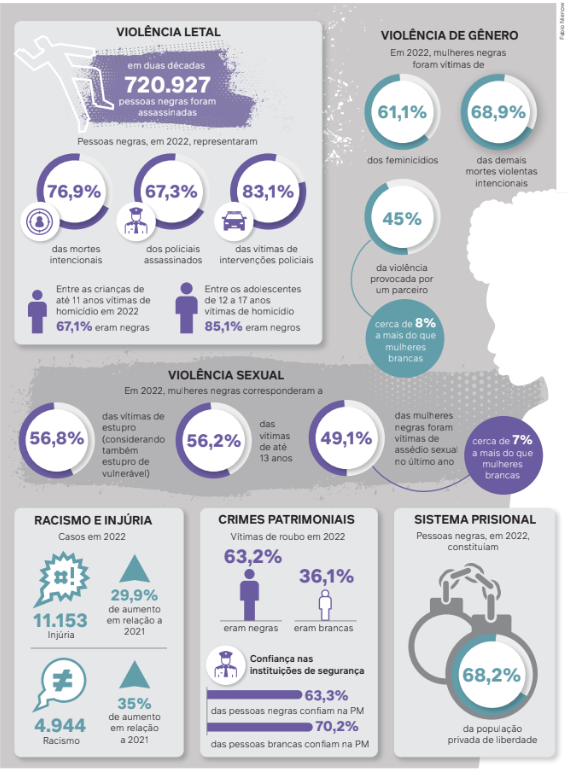 Fábio Nienow
VIOLÊNCIA LETAL
em duas décadas
720.927
pessoas negras foram
assassinadas
Pessoas negras, em 2022, representaram
76,9%
das mortes
intencionais
67,3%
dos policiais
assassinados
83,1%
das vítimas de
intervenções policiais
Entre as crianças de
até 11 anos vítimas de
homicídio em 2022
67,1% eram negras
Entre os adolescentes
de 12 a 17 anos
vítimas de homicídio
85,1% eram negros
VIOLÊNCIA DE GÊNERO
Em 2022, mulheres negras
foram vítimas de
61,1%
dos feminicídios
68,9%
das demais
mortes violentas
intencionais
45%
da violência
provocada por
um parceiro
cerca de 8%
a mais do que
mulheres
brancas
VIOLÊNCIA SEXUAL
Em 2022, mulheres negras corresponderam a
56,8%
das vítimas de
estupro
(considerando
também
estupro de
vulnerável)
56,2%
das
vítimas
de até
13 anos
49,1%
das mulheres
negras foram
vítimas de
assédio sexual
no último ano
cerca de 7%
a mais do que
mulheres
brancas
RACISMO E INJÚRIA
Casos em 2022
¤!
11.153
Injúria
29,9%
de aumento
em relação a
2021
≠
4.944
Racismo
35%
de aumento
em relação
a 2021
CRIMES PATRIMONIAIS
Vítimas de roubo em 2022
63,2%
eram negras
36,1%
eram brancas
Confiança nas
instituições de segurança
63,3%
das pessoas negras confiam na PM
70,2%
das pessoas brancas confiam na PM
SISTEMA PRISIONAL
Pessoas negras, em 2022,
constituíam
68,2%
da população
privada de liberdade